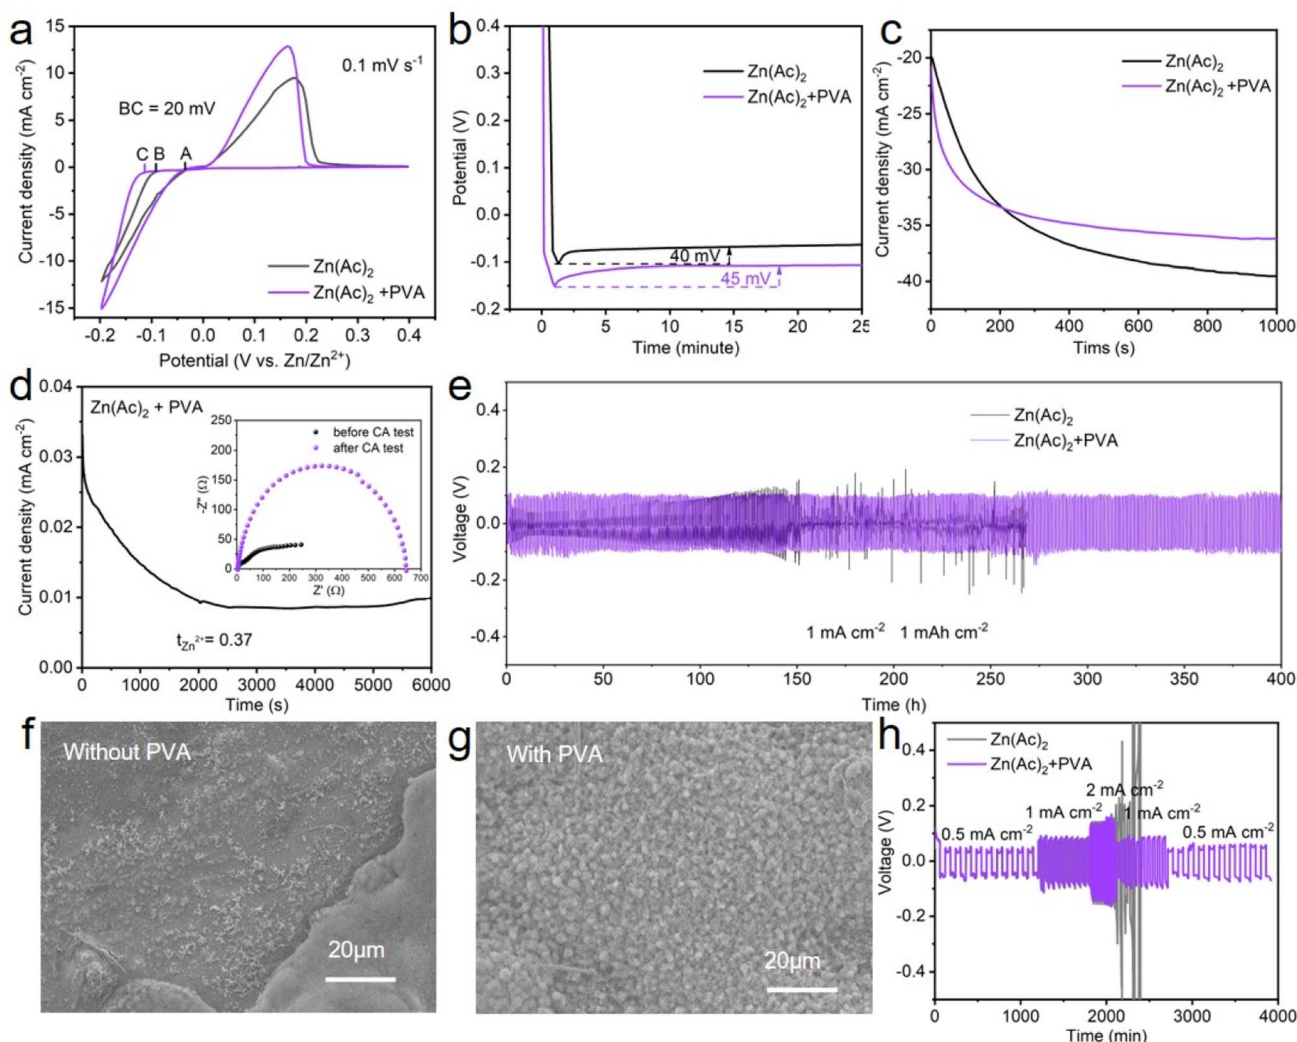 a
Current density (mA cm⁻²)
15
10
5
0
-5
-10
-15
BC = 20 mV
0.1 mV s⁻¹
C B A
Zn(Ac)₂
Zn(Ac)₂ +PVA
-0.2 -0.1 0.0 0.1 0.2 0.3 0.4
Potential (V vs. Zn/Zn²⁺)
b
Potential (V)
0.4
0.3
0.2
0.1
0.0
-0.1
-0.2
Zn(Ac)₂
Zn(Ac)₂+PVA
40 mV
45 mV
0 5 10 15 20 25
Time (minute)
c
Current density (mA cm⁻²)
-20
-25
-30
-35
-40
Zn(Ac)₂
Zn(Ac)₂ +PVA
0 200 400 600 800 1000
Tims (s)
d
Current density (mA cm⁻²)
0.04
0.03
0.02
0.01
0.00
Zn(Ac)₂ + PVA
-Z'' (Ω)
250
200
150
100
50
0
before CA test
after CA test
0 100 200 300 400 500 600 700
Z' (Ω)
t_Zn²⁺= 0.37
0 1000 2000 3000 4000 5000 6000
Time (s)
e
Voltage (V)
0.4
0.2
0.0
-0.2
-0.4
Zn(Ac)₂
Zn(Ac)₂+PVA
1 mA cm⁻² 1 mAh cm⁻²
0 50 100 150 200 250 300 350 400
Time (h)
f
Without PVA
20μm
g
With PVA
20μm
h
Voltage (V)
0.4
0.2
0.0
-0.2
-0.4
Zn(Ac)₂
Zn(Ac)₂+PVA
2 mA cm⁻²
1 mA cm⁻² 1 mA cm⁻²
0.5 mA cm⁻² 0.5 mA cm⁻²
0 1000 2000 3000 4000
Time (min)